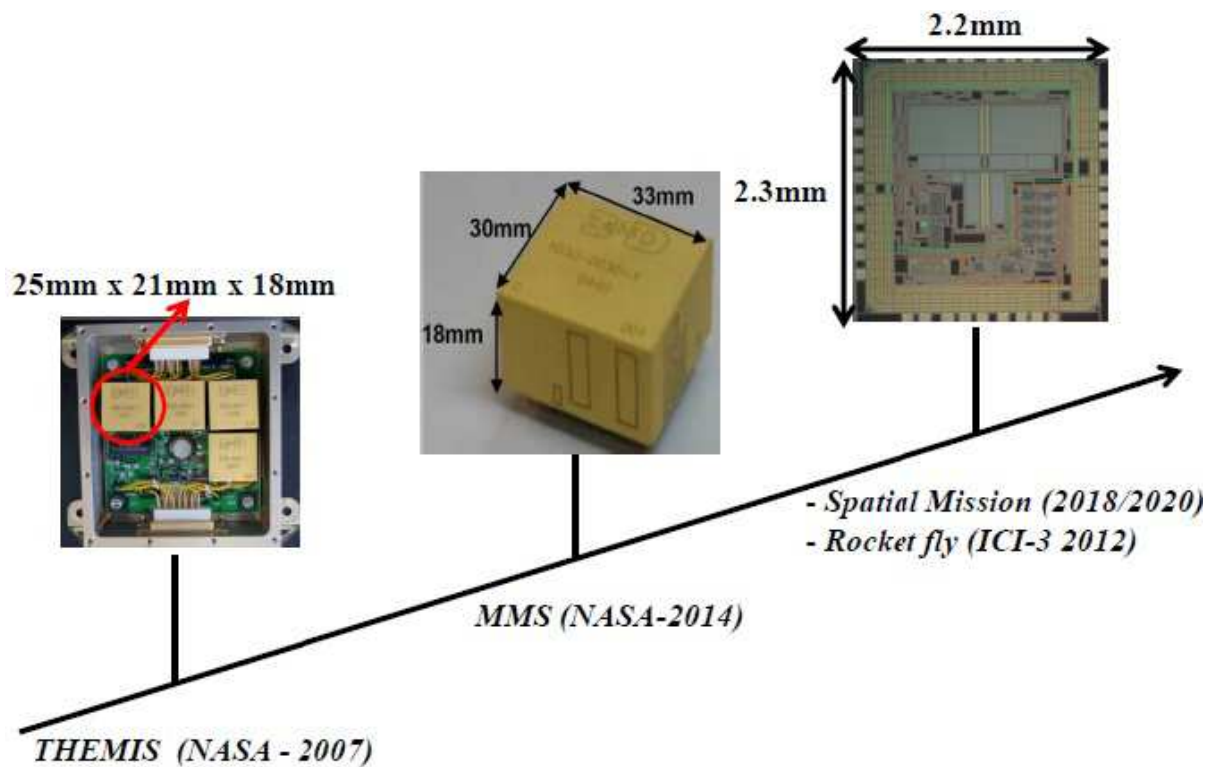 2.2mm
2.3mm
33mm
30mm
18mm
25mm x 21mm x 18mm
- Spatial Mission (2018/2020)
- Rocket fly (ICI-3 2012)
MMS (NASA-2014)
THEMIS (NASA - 2007)